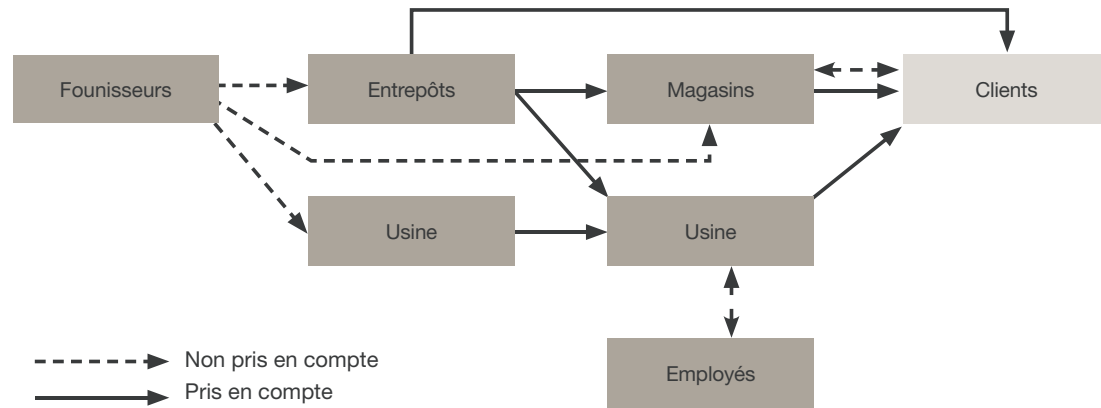 Founisseurs
Entrepôts
Magasins
Clients
Usine
Usine
Employés
Non pris en compte
Pris en compte